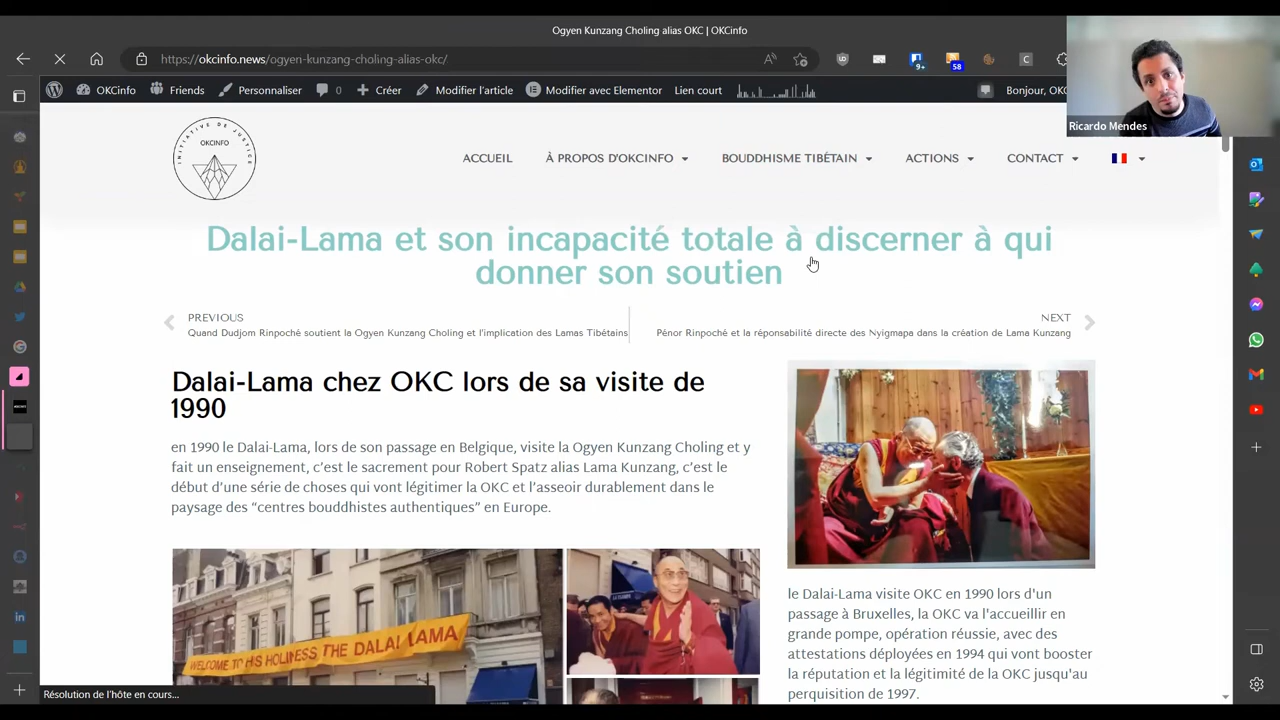 Ogyen Kunzang Choling alias OKC | OKCinfo
https://okcinfo.news/ogyen-kunzang-choling-alias-okc/
9+
58
C
OKCinfo
Friends
Personnaliser
0
Créer
Modifier l'article
Modifier avec Elementor
Lien court
Bonjour, OKC
Ricardo Mendes
INITIATIVE DE JUSTICE
OKCINFO
ACCUEIL
À PROPOS D'OKCINFO
BOUDDHISME TIBÉTAIN
ACTIONS
CONTACT
Dalai-Lama et son incapacité totale à discerner à qui
donner son soutien
PREVIOUS
Quand Dudjom Rinpoché soutient la Ogyen Kunzang Choling et l'implication des Lamas Tibétains
NEXT
Pénor Rinpoché et la réponsabilité directe des Nyigmapa dans la création de Lama Kunzang
Dalai-Lama chez OKC lors de sa visite de
1990
en 1990 le Dalai-Lama, lors de son passage en Belgique, visite la Ogyen Kunzang Choling et y
fait un enseignement, c'est le sacrement pour Robert Spatz alias Lama Kunzang, c'est le
début d'une série de choses qui vont légitimer la OKC et l'asseoir durablement dans le
paysage des "centres bouddhistes authentiques" en Europe.
WELCOME TO HIS HOLINESS THE DALAI LAMA
le Dalai-Lama visite OKC en 1990 lors d'un
passage à Bruxelles, la OKC va l'accueillir en
grande pompe, opération réussie, avec des
attestations déployées en 1994 qui vont booster
la réputation et la légitimité de la OKC jusqu'au
perquisition de 1997.
Résolution de l'hôte en cours...